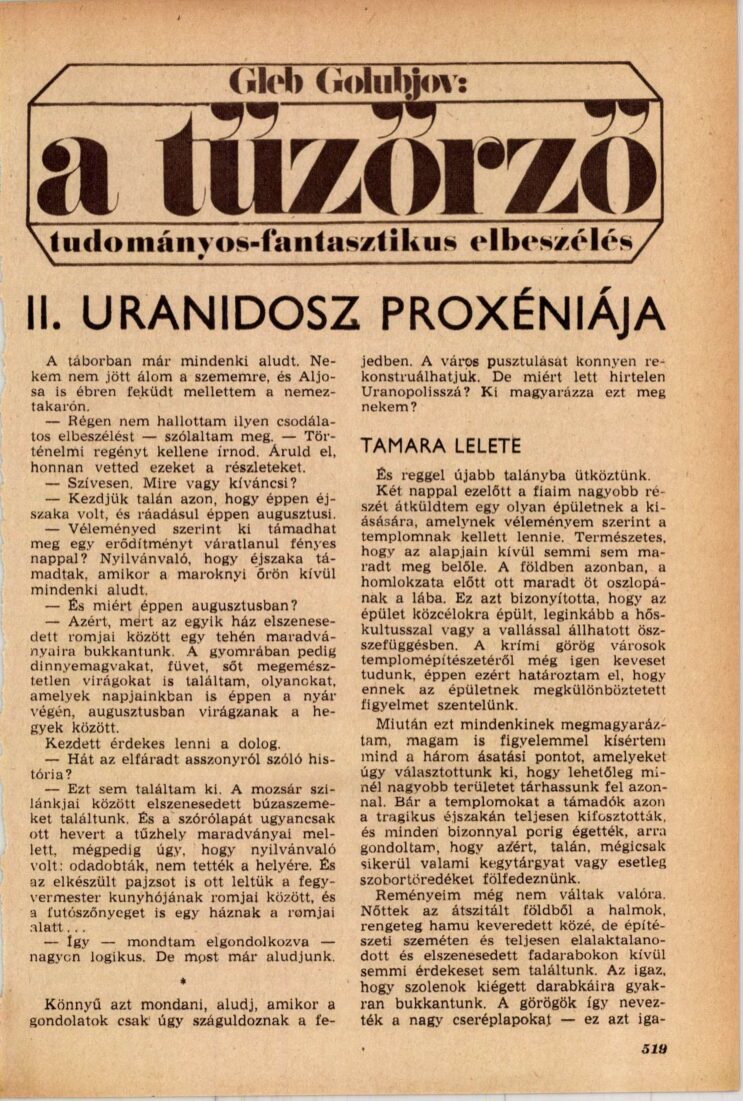 Gleb Golubjov:
a tűzőrző
tudományos-fantasztikus elbeszélés
II. URANIDOSZ PROXÉNIÁJA
A táborban már mindenki aludt. Ne-
kem nem jött álom a szememre, és Aljo-
sa is ébren feküdt mellettem a nemez-
takarón.
— Régen nem hallottam ilyen csodála-
tos elbeszélést — szólaltam meg. — Tör-
ténelmi regényt kellene írnod. Áruld el,
honnan vetted ezeket a részleteket.
— Szívesen. Mire vagy kíváncsi?
— Kezdjük talán azon, hogy éppen éj-
szaka volt, és ráadásul éppen augusztusi.
— Véleményed szerint ki támadhat
meg egy erődítményt váratlanul fényes
nappal? Nyilvánvaló, hogy éjszaka tá-
madtak, amikor a maroknyi őrön kívül
mindenki aludt.
— És miért éppen augusztusban?
— Azért, mert az egyik ház elszenese-
dett romjai között egy tehén maradvá-
nyaira bukkantunk. A gyomrában pedig
dinnyemagvakat, füvet, sőt megemész-
tetlen virágokat is találtam, olyanokat,
amelyek napjainkban is éppen a nyár
végén, augusztusban virágzanak a he-
gyek között.
Kezdett érdekes lenni a dolog.
— Hát az elfáradt asszonyról szóló his-
tória?
— Ezt sem találtam ki. A mozsár szi-
lánkjai között elszenesedett búzaszeme-
ket találtunk. És a szórólapát ugyancsak
ott hevert a tűzhely maradványai mel-
lett, mégpedig úgy, hogy nyilvánvaló
volt: odadobták, nem tették a helyére. És
az elkészült pajzsot is ott leltük a fegy-
vermester kunyhójának romjai között, és
a futószőnyeget is egy háznak a romjai
alatt...
— Így — mondtam elgondolkozva —
nagyon logikus. De most már aludjunk.
*
Könnyű azt mondani, aludj, amikor a
gondolatok csak úgy száguldoznak a fe-
jedben. A város pusztulását könnyen re-
konstruálhatjuk. De miért lett hirtelen
Uranopolisszá? Ki magyarázza ezt meg
nekem?
TAMARA LELETE
És reggel újabb talányba ütköztünk.
Két nappal ezelőtt a fiaim nagyobb ré-
szét átküldtem egy olyan épületnek a ki-
ásására, amelynek véleményem szerint a
templomnak kellett lennie. Természetes,
hogy az alapjain kívül semmi sem ma-
radt meg belőle. A földben azonban, a
homlokzata előtt ott maradt öt oszlopá-
nak a lába. Ez azt bizonyította, hogy az
épület közcélokra épült, leginkább a hős-
kultusszal vagy a vallással állhatott ösz-
szefüggésben. A krími görög városok
templomépítészetéről még igen keveset
tudunk, éppen ezért határoztam el, hogy
ennek az épületnek megkülönböztetett
figyelmet szentelünk.
Miután ezt mindenkinek megmagyaráz-
tam, magam is figyelemmel kísértem
mind a három ásatási pontot, amelyeket
úgy választottunk ki, hogy lehetőleg mi-
nél nagyobb területet tárhassunk fel azon-
nal. Bár a templomokat a támadók azon
a tragikus éjszakán teljesen kifosztották,
és minden bizonnyal porig égették, arra
gondoltam, hogy azért, talán, mégiscsak
sikerül valami kegytárgyat vagy esetleg
szobortöredéket fölfedeznünk.
Reményeim még nem váltak valóra.
Nőttek az átszitált földből a halmok,
rengeteg hamu keveredett közé, de építé-
szeti szeméten és teljesen elalaktalano-
dott és elszenesedett fadarabokon kívül
semmi érdekeset sem találtunk. Az igaz,
hogy szolenok kiégett darabkáira gyak-
ran bukkantunk. A görögök így nevez-
ték a nagy cseréplapokat — ez azt iga-
519